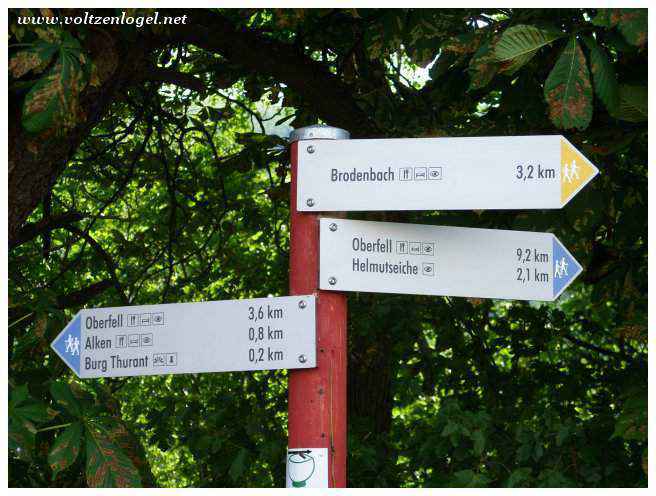 www.voltzenlogel.net
Brodenbach 3,2 km
Oberfell 9,2 km
Helmutseiche 2,1 km
Oberfell 3,6 km
Alken 0,8 km
Burg Thurant 0,2 km